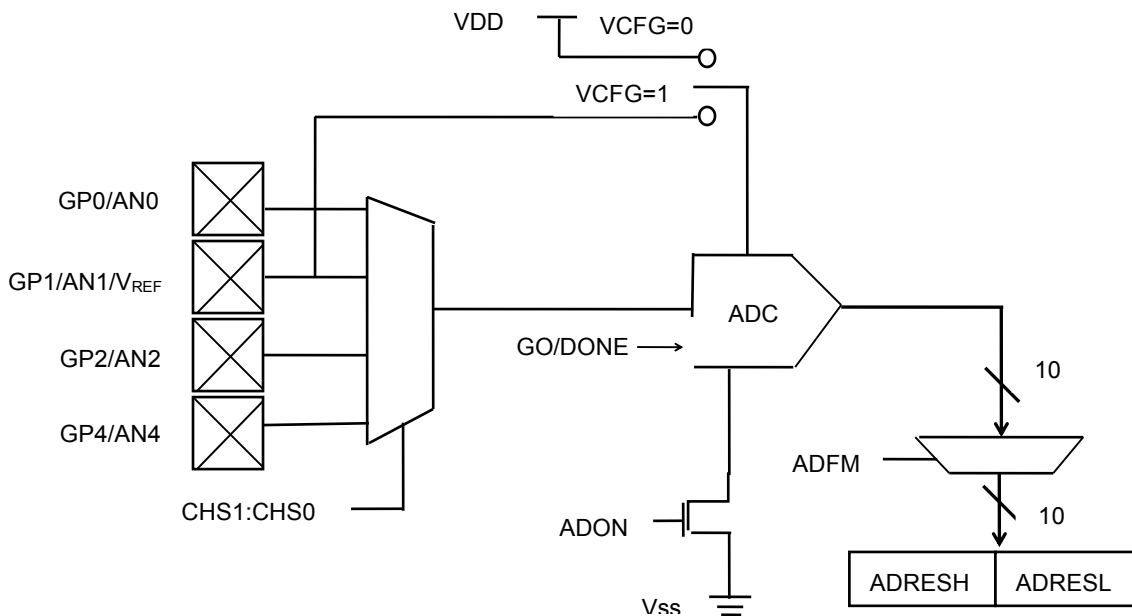 VDD
VCFG=0
VCFG=1
GP0/AN0
GP1/AN1/VREF
GP2/AN2
GP4/AN4
CHS1:CHS0
ADC
GO/DONE
10
ADFM
10
ADON
ADRESH
ADRESL
Vss